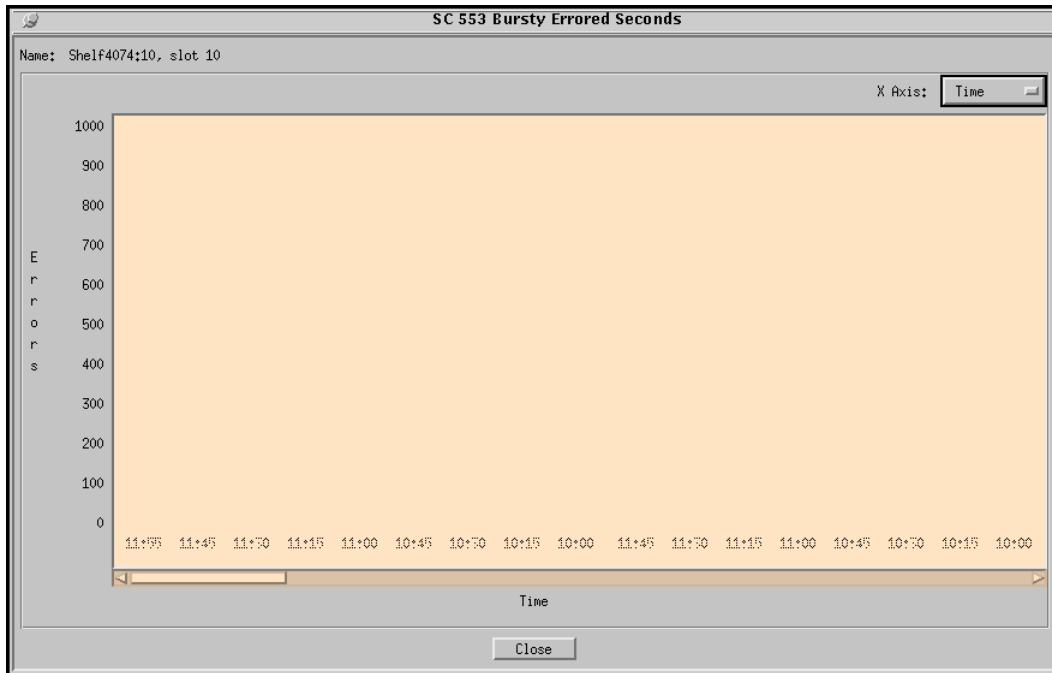 SC 553 Bursty Errored Seconds
Name: Shelf4074:10, slot 10
X Axis: Time
1000
900
800
700
600
500
400
300
200
100
0
Errors
11:55 11:45 11:30 11:15 11:00 10:45 10:30 10:15 10:00 11:45 11:30 11:15 11:00 10:45 10:30 10:15 10:00
Time
Close